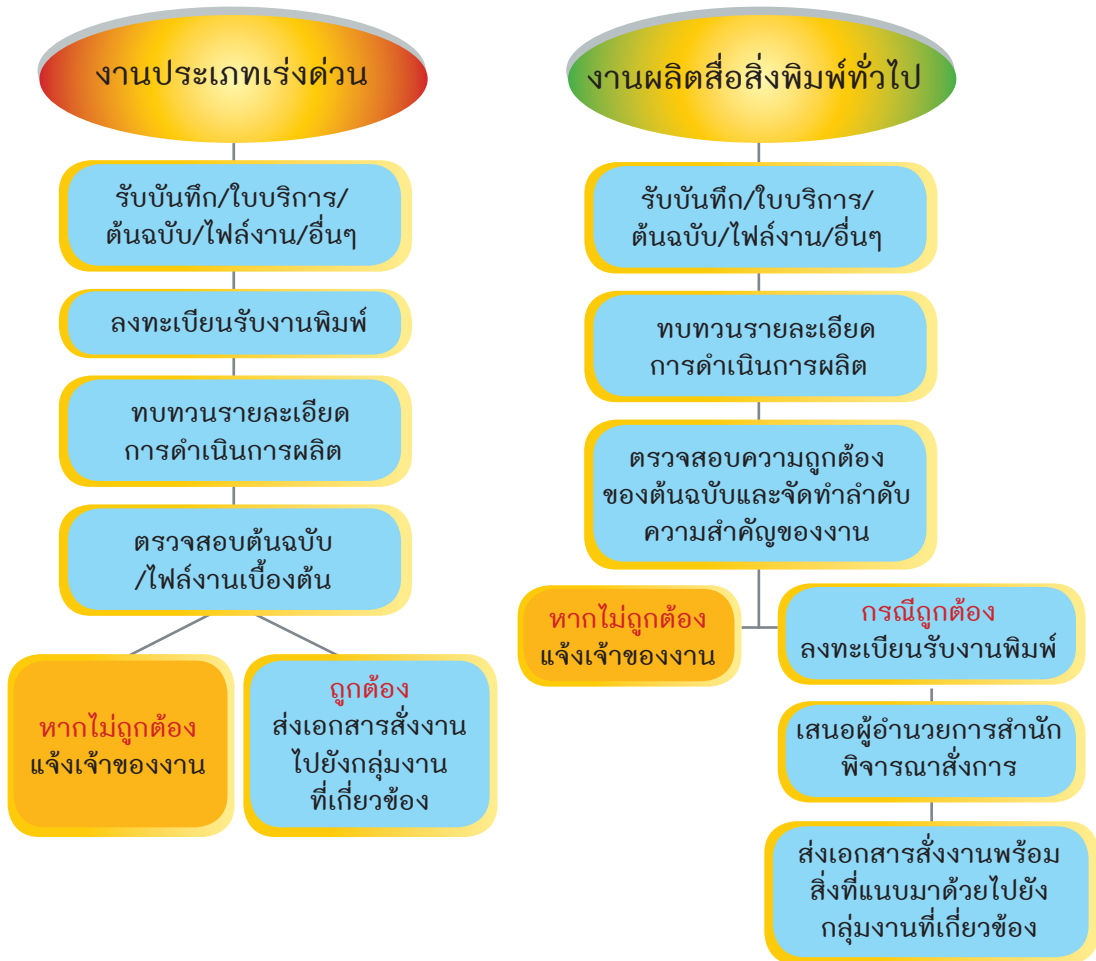 งานประเภทเร่งด่วน
รับบันทึก/ใบบริการ/
ต้นฉบับ/ไฟล์งาน/อื่นๆ
ลงทะเบียนรับงานพิมพ์
ทบทวนรายละเอียด
การดำเนินการผลิต
ตรวจสอบต้นฉบับ
/ไฟล์งานเบื้องต้น
หากไม่ถูกต้อง
แจ้งเจ้าของงาน
ถูกต้อง
ส่งเอกสารสั่งงาน
ไปยังกลุ่มงาน
ที่เกี่ยวข้อง
งานผลิตสื่อสิ่งพิมพ์ทั่วไป
รับบันทึก/ใบบริการ/
ต้นฉบับ/ไฟล์งาน/อื่นๆ
ทบทวนรายละเอียด
การดำเนินการผลิต
ตรวจสอบความถูกต้อง
ของต้นฉบับและจัดทำลำดับ
ความสำคัญของงาน
หากไม่ถูกต้อง
แจ้งเจ้าของงาน
กรณีถูกต้อง
ลงทะเบียนรับงานพิมพ์
เสนอผู้อำนวยการสำนัก
พิจารณาสั่งการ
ส่งเอกสารสั่งงานพร้อม
สิ่งที่แนบมาด้วยไปยัง
กลุ่มงานที่เกี่ยวข้อง